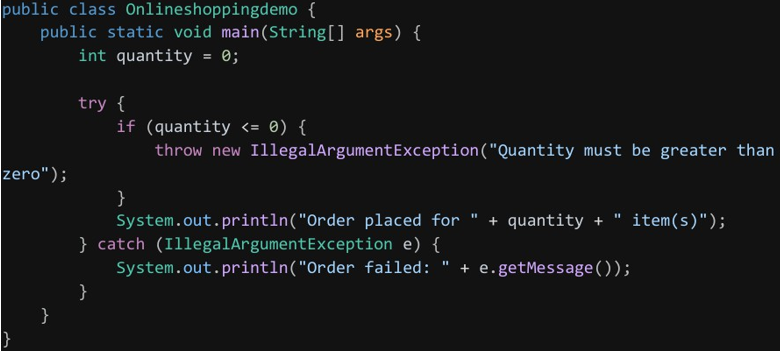 public class Onlineshoppingdemo {
    public static void main(String[] args) {
        int quantity = 0;

        try {
            if (quantity <= 0) {
                throw new IllegalArgumentException("Quantity must be greater than
zero");
            }
            System.out.println("Order placed for " + quantity + " item(s)");
        } catch (IllegalArgumentException e) {
            System.out.println("Order failed: " + e.getMessage());
        }
    }
}